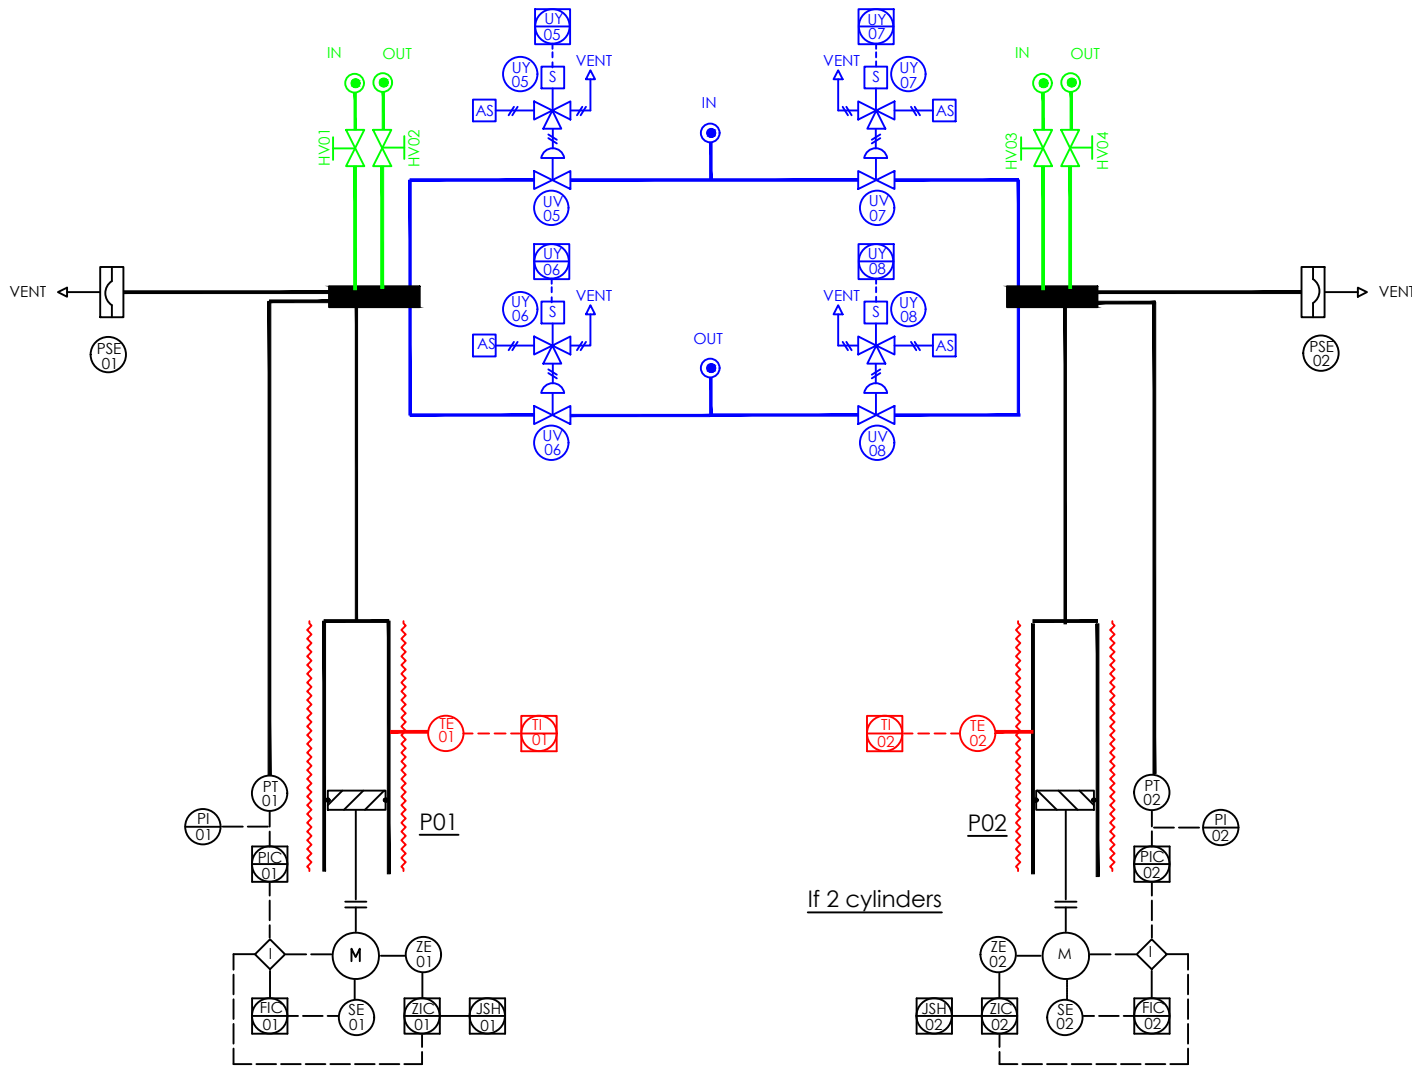 UY
05
UY
07
IN
OUT
UY
05
S
VENT
VENT
S
UY
07
IN
OUT
AS
AS
IN
HV01
HV02
HV03
HV04
UV
05
UV
07
UY
06
UY
08
VENT
UY
06
S
VENT
VENT
S
UY
08
VENT
AS
AS
OUT
PSE
01
PSE
02
UV
06
UV
08
TE
01
TI
01
TI
02
TE
02
PT
01
PT
02
PI
01
P01
P02
PI
02
PIC
01
PIC
02
If 2 cylinders
I
M
ZE
01
ZE
02
M
I
FIC
01
SE
01
ZIC
01
JSH
01
JSH
02
ZIC
02
SE
02
FIC
02